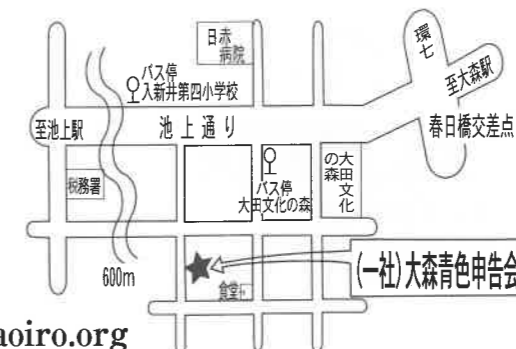 日赤
病院
環七
至大森駅
バス停
入新井第四小学校
至池上駅
池上通り
春日橋交差点
税務署
バス停
大田文化の森
大田文化
の森
600m
(一社)大森青色申告会
食堂
aoiro.org